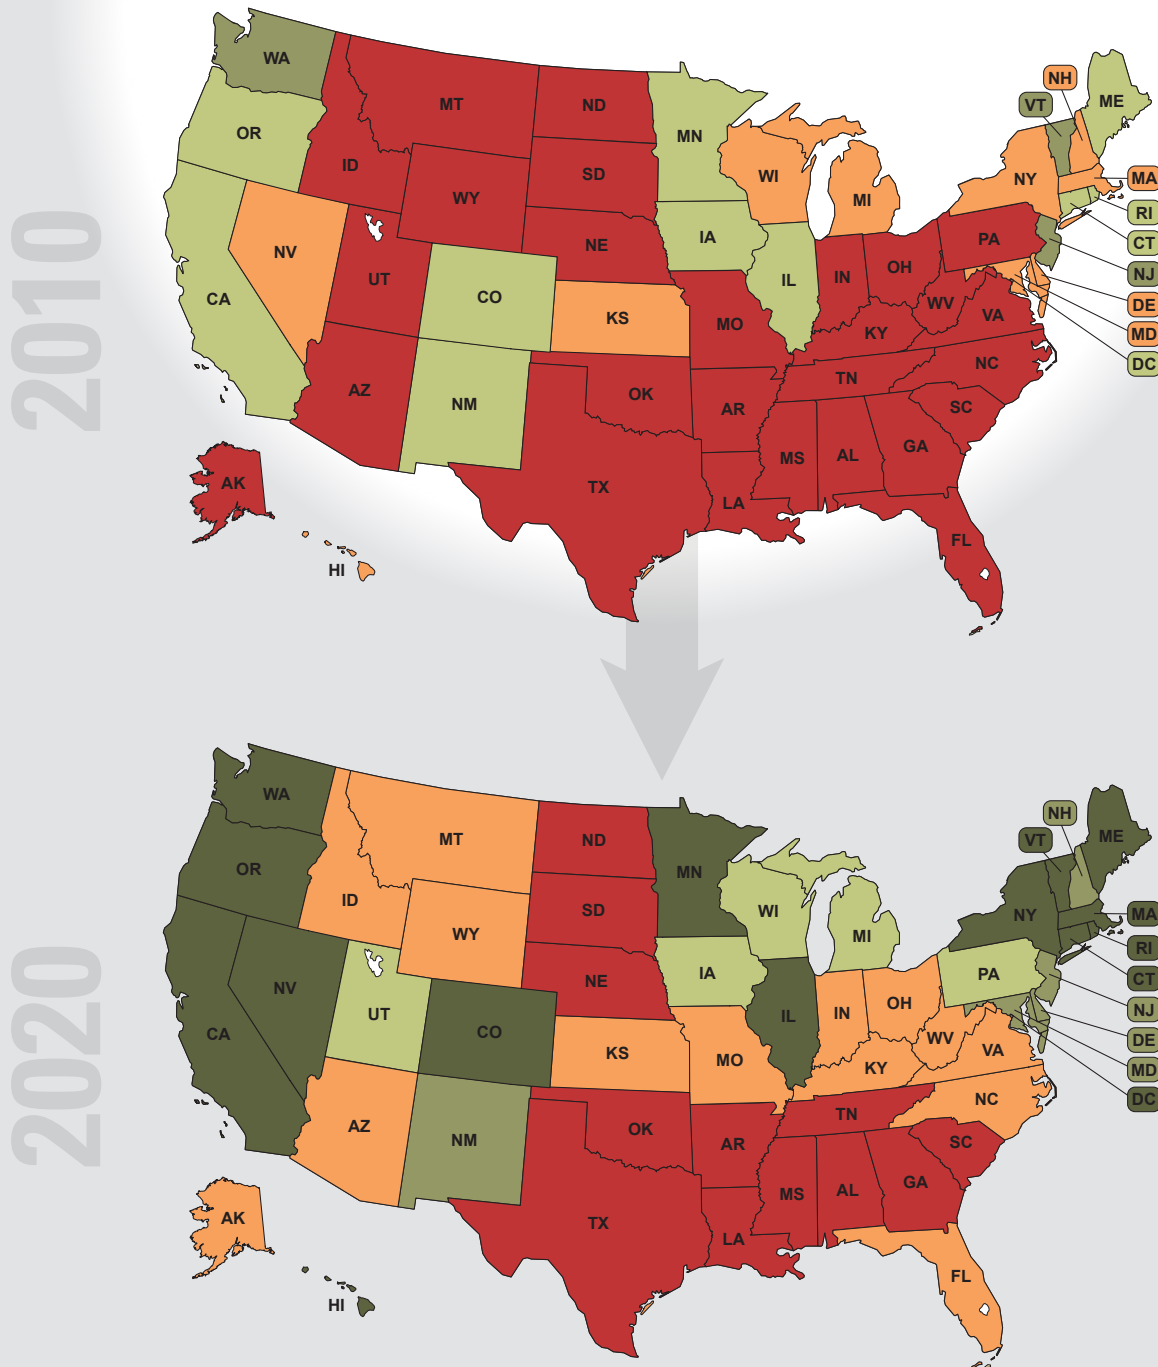 2010
WA
MT
ND
MN
OR
ID
WY
SD
WI
MI
NH
VT
ME
NY
MA
RI
CT
NJ
DE
MD
DC
NV
UT
CO
NE
IA
IL
IN
OH
PA
CA
KS
MO
KY
WV
VA
AZ
NM
OK
AR
TN
NC
SC
TX
LA
MS
AL
GA
FL
AK
HI
2020
WA
MT
ND
MN
OR
ID
WY
SD
WI
MI
NH
VT
ME
NY
MA
RI
CT
NJ
DE
MD
DC
NV
UT
CO
NE
IA
IL
IN
OH
PA
CA
KS
MO
KY
WV
VA
AZ
NM
OK
AR
TN
NC
SC
TX
LA
MS
AL
GA
FL
AK
HI